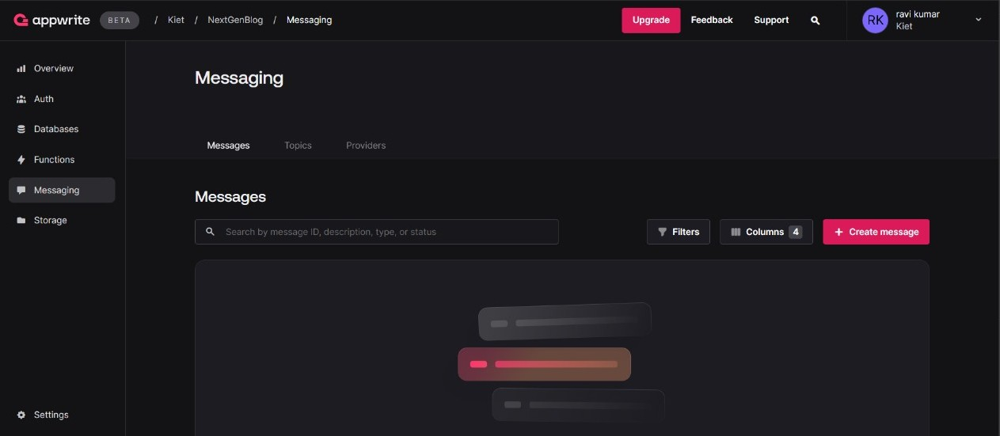 appwrite BETA / Kiet / NextGenBlog / Messaging Upgrade Feedback Support RK ravi kumar
Kiet
Overview
Auth
Databases
Functions
Messaging
Storage
Settings
Messaging
Messages Topics Providers
Messages
Search by message ID, description, type, or status Filters Columns 4 + Create message